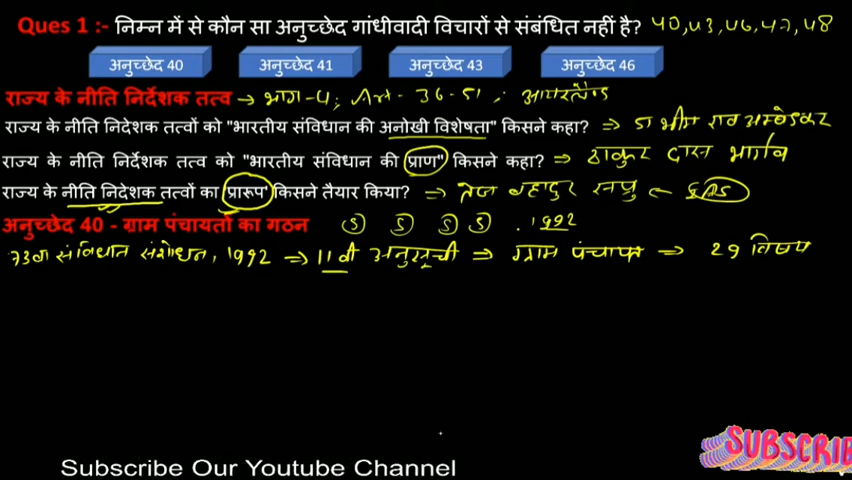 Ques 1 :- निम्न में से कौन सा अनुच्छेद गांधीवादी विचारों से संबंधित नहीं है? 40, 43, 46, 47, 48
अनुच्छेद 40 अनुच्छेद 41 अनुच्छेद 43 अनुच्छेद 46
राज्य के नीति निर्देशक तत्व → भाग-4; Art- 36-51; आयरलैण्ड
राज्य के नीति निदेशक तत्वों को "भारतीय संविधान की अनोखी विशेषता" किसने कहा? ⇒ डा भीम राव अम्बेडकर
राज्य के नीति निर्देशक तत्व को "भारतीय संविधान की प्राण" किसने कहा? ⇒ ठाकुर दास भार्गव
राज्य के नीति निदेशक तत्वों का प्रारूप' किसने तैयार किया? ⇒ तेज बहादुर सप्रु
अनुच्छेद 40 - ग्राम पंचायतों का गठन . 1992
73वा संविधान संशोधन, 1992 ⇒ 11वी अनुसूची ⇒ ग्राम पंचायत ⇒ 29 विषय
SUBSCRIBE
Subscribe Our Youtube Channel